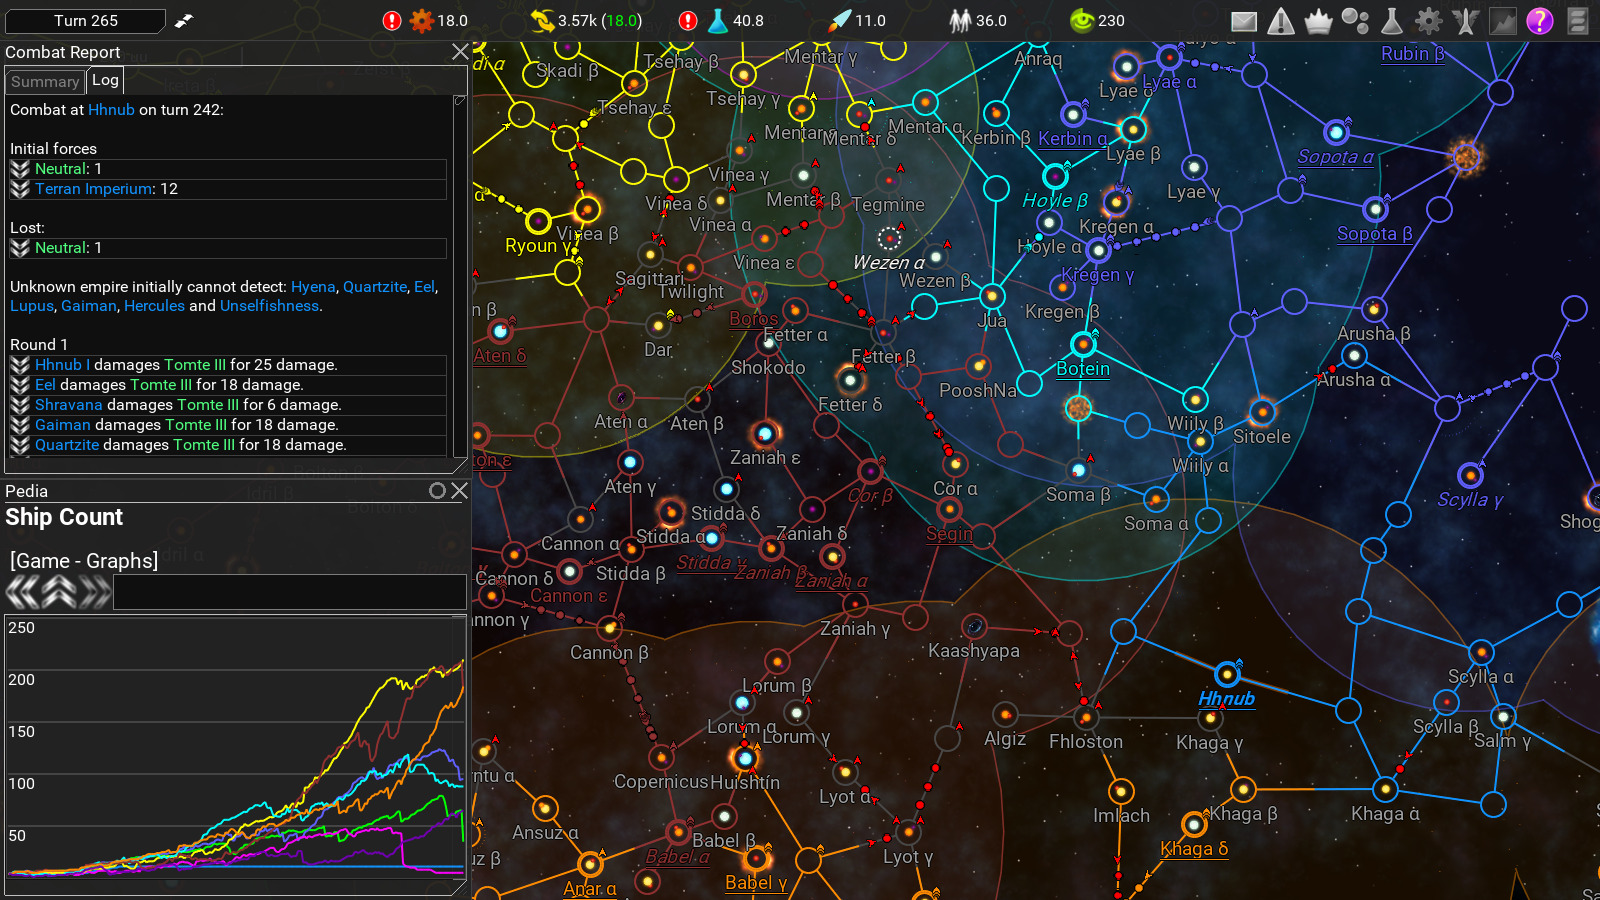 Turn 265
18.0
3.57k (18.0)
40.8
11.0
36.0
230
Combat Report
Summary
Log
Combat at Hhnub on turn 242:
Initial forces
Neutral: 1
Terran Imperium: 12
Lost:
Neutral: 1
Unknown empire initially cannot detect: Hyena, Quartzite, Eel,
Lupus, Gaiman, Hercules and Unselfishness.
Round 1
Hhnub I damages Tomte III for 25 damage.
Eel damages Tomte III for 18 damage.
Shravana damages Tomte III for 6 damage.
Gaiman damages Tomte III for 18 damage.
Quartzite damages Tomte III for 18 damage.
Pedia
Ship Count
[Game - Graphs]
250
200
150
100
50
Skadi β
Tsehay β
Mentar γ
Anraq
Lyae α
Rubin β
Tsehay ε
Tsehay γ
Mentar δ
Mentar α
Kerbin β
Kerbin α
Lyae β
Sopota α
Vinea γ
Mentar β
Tegmine
Hoyle β
Lyae γ
Vinea δ
Vinea α
Kregen α
Sopota β
Ryoun γ
Vinea β
Vinea ε
Wezen α
Hoyle α
Kregen γ
Sagittari
Twilight
Wezen β
Kregen β
Boros
Fetter α
Jua
Arusha β
Aten δ
Dar
Shokodo
Fetter β
Botein
Arusha α
Fetter δ
PooshNa
Aten α
Aten β
Wiily β
Sitoele
Zaniah ε
Wiily α
Aten γ
Cor β
Cor α
Soma β
Scylla γ
Stidda δ
Soma α
Cannon α
Stidda α
Zaniah δ
Segin
Stidda γ
Cannon δ
Stidda β
Zaniah β
Zaniah α
Cannon ε
Cannon β
Zaniah γ
Kaashyapa
Lorum β
Scylla α
Hhnub
Lorum α
Lorum γ
Algiz
Fhloston
Khaga γ
Scylla β
Salm γ
Copernicus
Huishtín
Lyot α
Imlach
Khaga β
Khaga ά
Ansuz α
Babel β
Babel α
Lyot γ
Khaga δ
Anar α
Babel γ